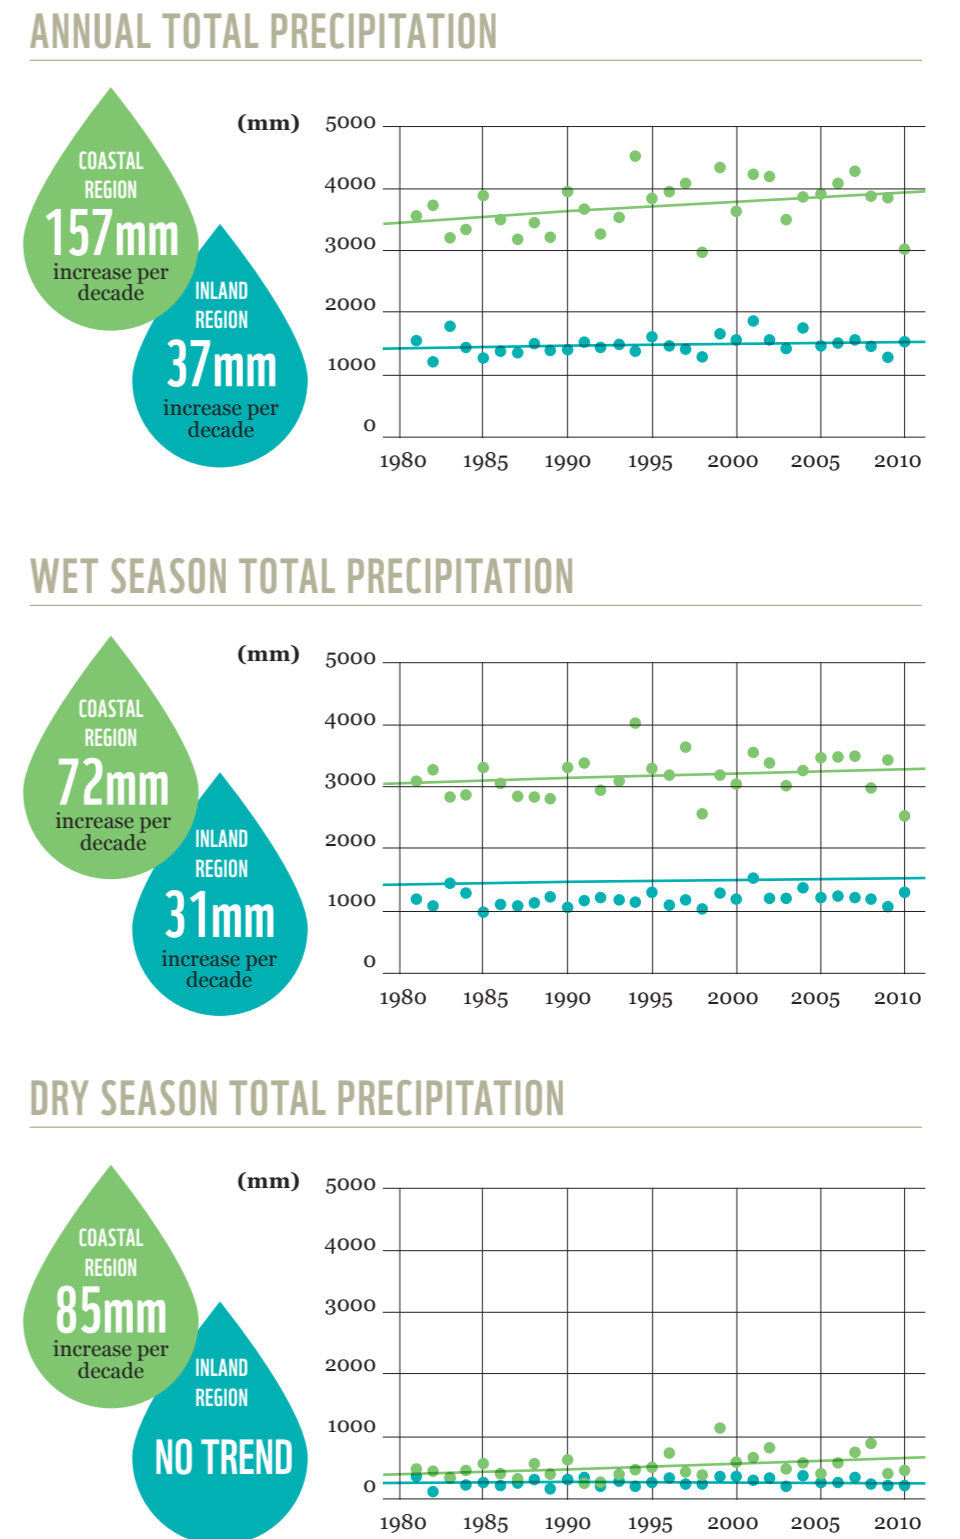 ANNUAL TOTAL PRECIPITATION
COASTAL
REGION
157mm
increase per
decade
INLAND
REGION
37mm
increase per
decade
(mm)
5000
4000
3000
2000
1000
0
1980 1985 1990 1995 2000 2005 2010
WET SEASON TOTAL PRECIPITATION
COASTAL
REGION
72mm
increase per
decade
INLAND
REGION
31mm
increase per
decade
(mm)
5000
4000
3000
2000
1000
0
1980 1985 1990 1995 2000 2005 2010
DRY SEASON TOTAL PRECIPITATION
COASTAL
REGION
85mm
increase per
decade
INLAND
REGION
NO TREND
(mm)
5000
4000
3000
2000
1000
0
1980 1985 1990 1995 2000 2005 2010